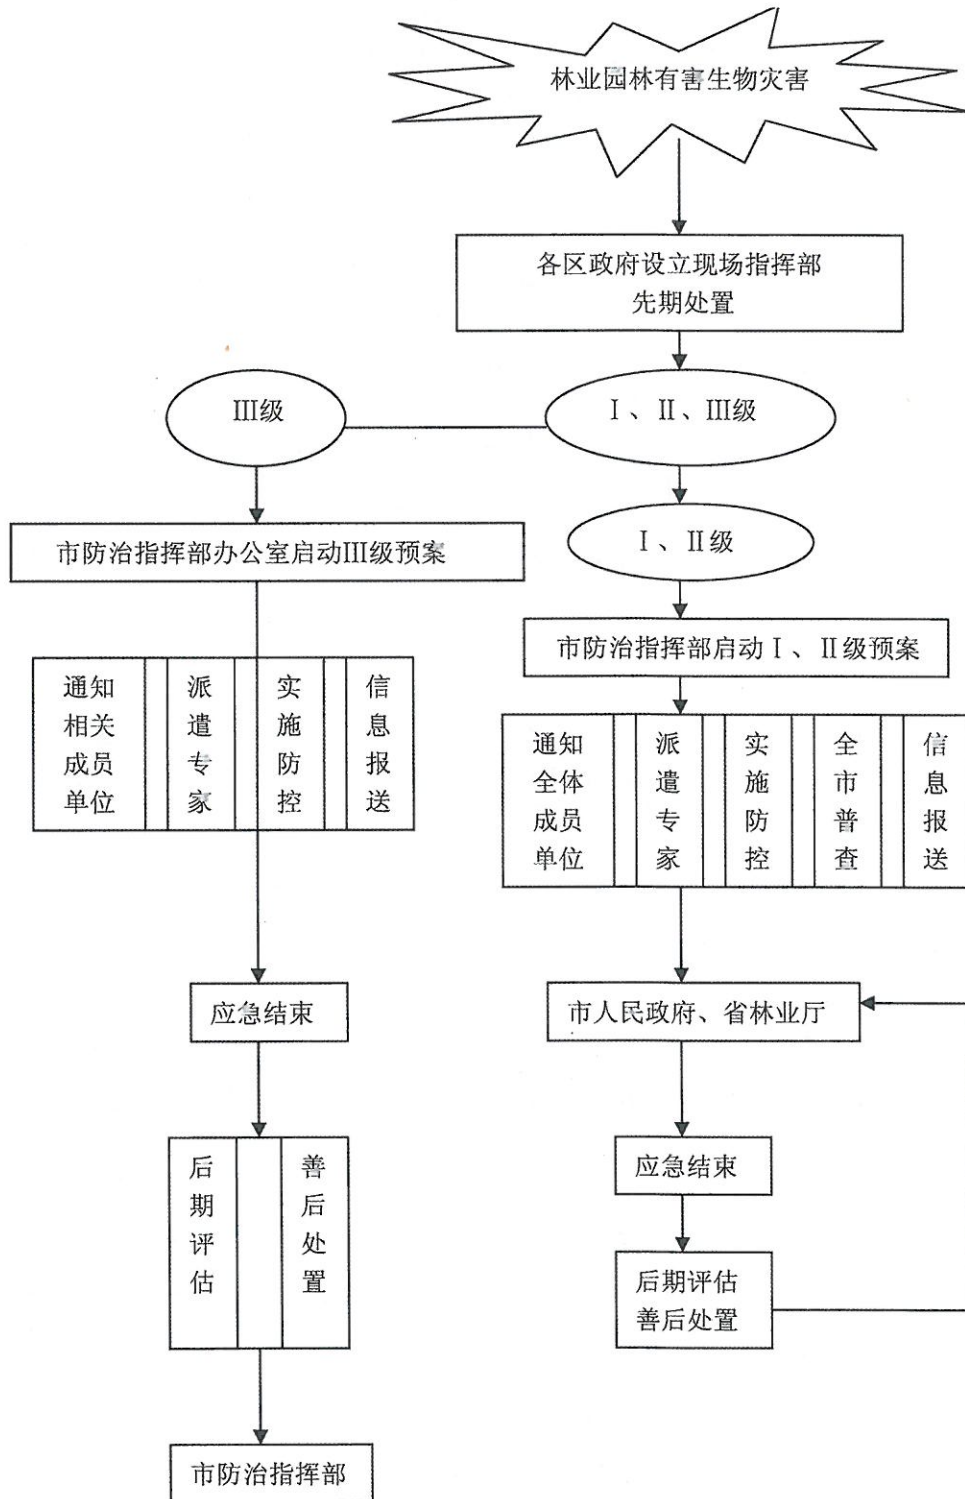 林业园林有害生物灾害
各区政府设立现场指挥部
先期处置
Ⅲ级
Ⅰ、Ⅱ、Ⅲ级
Ⅰ、Ⅱ级
市防治指挥部办公室启动Ⅲ级预案
市防治指挥部启动Ⅰ、Ⅱ级预案
通知
相关
成员
单位
派遣专家
实施防控
信息报送
通知
全体
成员
单位
派遣专家
实施防控
全市普查
信息报送
应急结束
市人民政府、省林业厅
后期评估
善后处置
应急结束
后期评估
善后处置
市防治指挥部